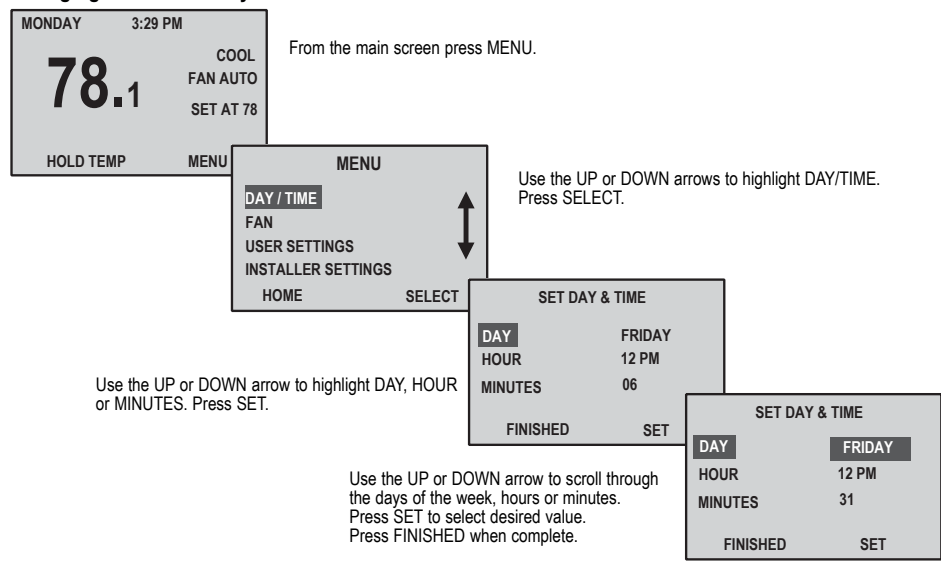 MONDAY 3:29 PM
COOL
78.1
FAN AUTO
SET AT 78
HOLD TEMP MENU
From the main screen press MENU.
MENU
DAY / TIME
FAN
USER SETTINGS
INSTALLER SETTINGS
HOME SELECT
Use the UP or DOWN arrows to highlight DAY/TIME.
Press SELECT.
SET DAY & TIME
DAY FRIDAY
HOUR 12 PM
MINUTES 06
FINISHED SET
Use the UP or DOWN arrow to highlight DAY, HOUR
or MINUTES. Press SET.
SET DAY & TIME
DAY FRIDAY
HOUR 12 PM
MINUTES 31
FINISHED SET
Use the UP or DOWN arrow to scroll through
the days of the week, hours or minutes.
Press SET to select desired value.
Press FINISHED when complete.